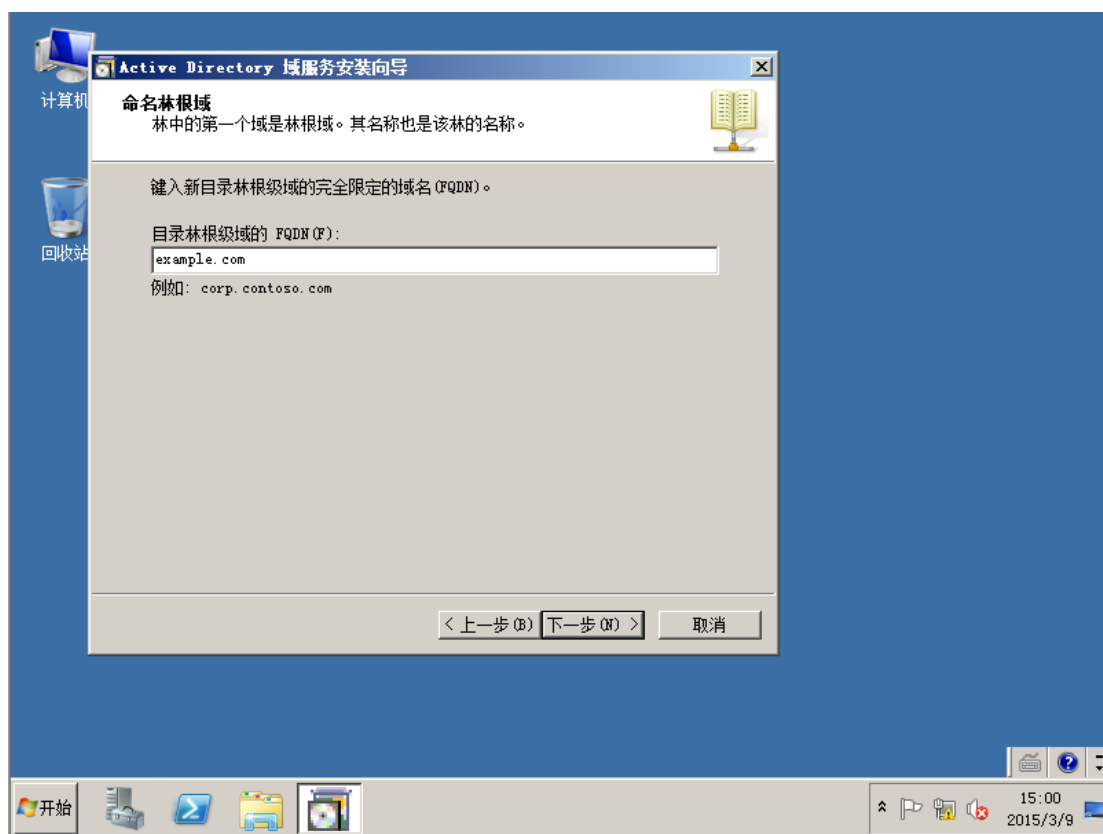 Active Directory 域服务安装向导
计算机
命名林根域
林中的第一个域是林根域。其名称也是该林的名称。
键入新目录林根级域的完全限定的域名(FQDN)。
目录林根级域的 FQDN(F):
回收站
example.com
例如: corp.contoso.com
< 上一步(B)
下一步(N) >
取消
开始
15:00
2015/3/9